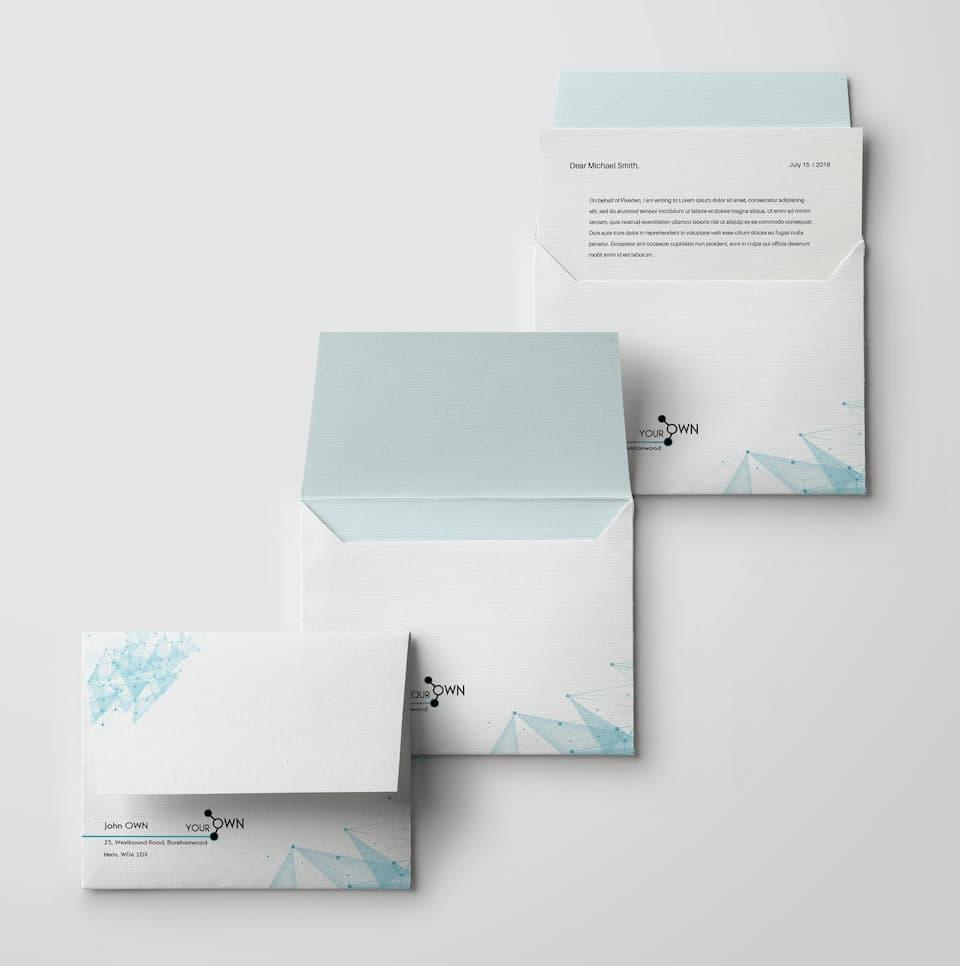 Dear Michael Smith,
July 15 / 2016
On behalf of Pixeden, I am writing to Lorem ipsum dolor sit amet, consectetur adipiscing
elit, sed do eiusmod tempor incididunt ut labore et dolore magna aliqua. Ut enim ad minim
veniam, quis nostrud exercitation ullamco laboris nisi ut aliquip ex ea commodo consequat.
Duis aute irure dolor in reprehenderit in voluptate velit esse cillum dolore eu fugiat nulla
pariatur. Excepteur sint occaecat cupidatat non proident, sunt in culpa qui officia deserunt
mollit anim id est laborum.
YOUR OWN
YOUR OWN
John OWN
YOUR OWN
25, Westbound Road, Borehamwood
Herts, WD6 1DX